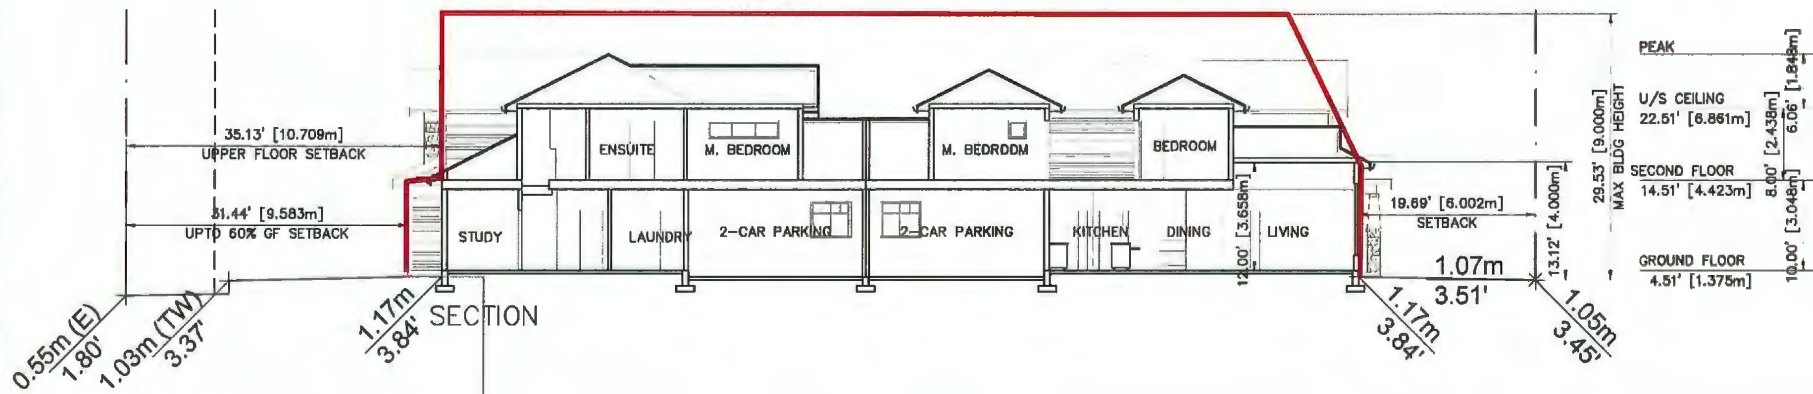 35.13' [10.709m]
UPPER FLOOR SETBACK
31.44' [9.583m]
UPTO 60% GF SETBACK
ENSUITE
M. BEDROOM
M. BEDROOM
BEDROOM
STUDY
LAUNDRY
2-CAR PARKING
2-CAR PARKING
KITCHEN
DINING
LIVING
12.00' [3.658m]
19.69' [6.002m]
SETBACK
13.12' [4.000m]
29.53' [9.000m]
MAX BLDG HEIGHT
PEAK
6.06' [1.848m]
U/S CEILING
22.51' [6.861m]
8.00' [2.438m]
SECOND FLOOR
14.51' [4.423m]
10.00' [3.048m]
GROUND FLOOR
4.51' [1.375m]
0.55m (E)
1.80'
1.03m (TW)
3.37'
1.17m
3.84'
SECTION
1.17m
3.84'
1.07m
3.51'
1.05m
3.45'